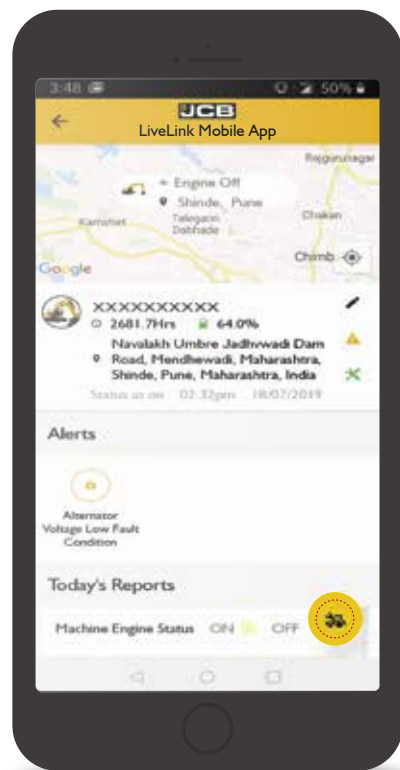 3:48
50%
JCB
LiveLink Mobile App
Rajgurunagar
Engine Off
Shinde, Pune
Kamshet
Talegaon
Dabhade
Chakan
Chimb
Google
XXXXXXXXXX
2681.7Hrs 64.0%
Navalakh Umbre Jadhvwadi Dam
Road, Mendhewadi, Maharashtra,
Shinde, Pune, Maharashtra, India
Status as on 02:32pm 18/07/2019
Alerts
Alternator
Voltage Low Fault
Condition
Today's Reports
Machine Engine Status ON OFF